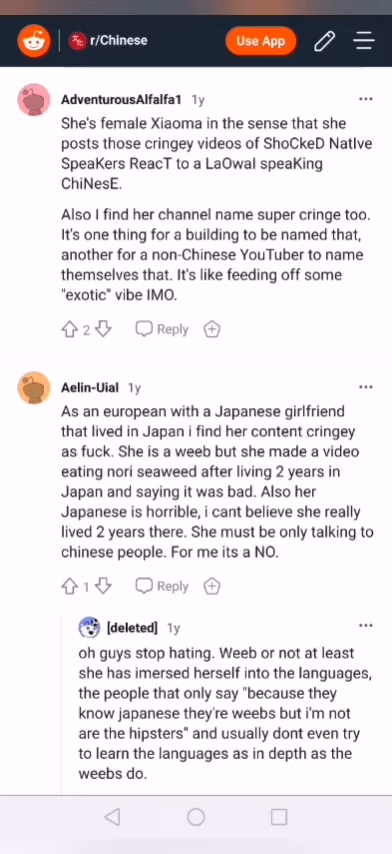 r/Chinese
Use App
AdventurousAlfalfa1 1y
She's female Xiaoma in the sense that she
posts those cringey videos of ShoCkeD NatIve
SpeaKers ReacT to a LaOwaI speaKing
ChiNesE.
Also I find her channel name super cringe too.
It's one thing for a building to be named that,
another for a non-Chinese YouTuber to name
themselves that. It's like feeding off some
"exotic" vibe IMO.
2 Reply
Aelin-Uial 1y
As an european with a Japanese girlfriend
that lived in Japan i find her content cringey
as fuck. She is a weeb but she made a video
eating nori seaweed after living 2 years in
Japan and saying it was bad. Also her
Japanese is horrible, i cant believe she really
lived 2 years there. She must be only talking to
chinese people. For me its a NO.
1 Reply
[deleted] 1y
oh guys stop hating. Weeb or not at least
she has imersed herself into the languages,
the people that only say "because they
know japanese they're weebs but i'm not
are the hipsters" and usually dont even try
to learn the languages as in depth as the
weebs do.